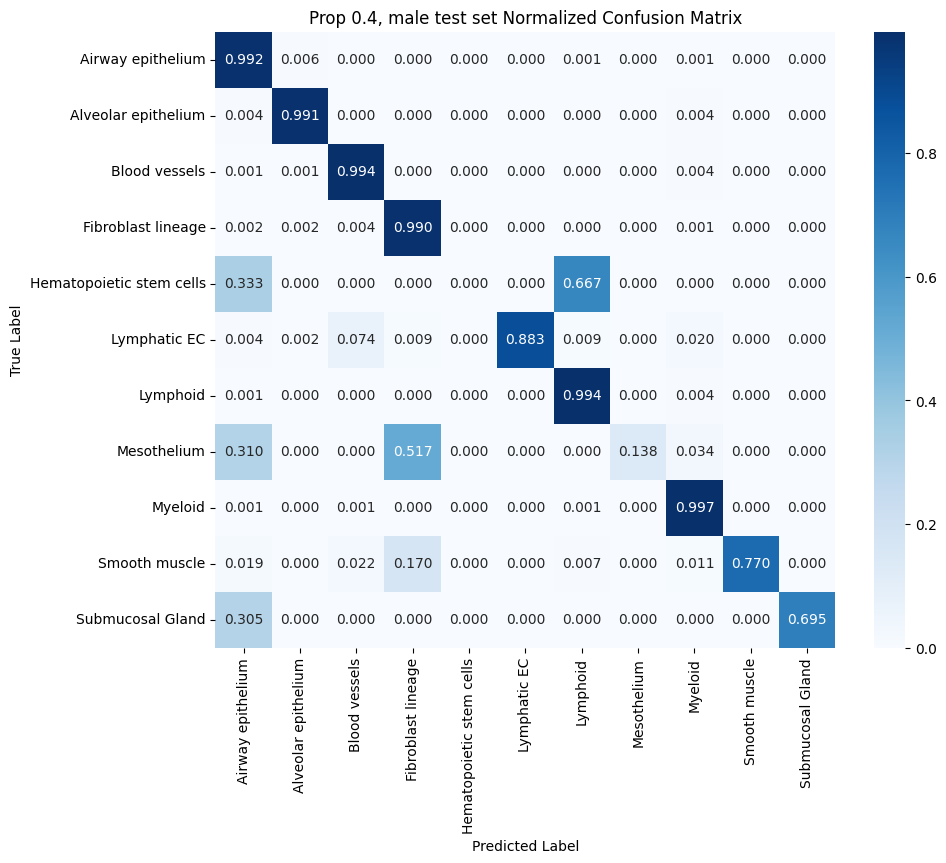 Prop 0.4, male test set Normalized Confusion Matrix
True Label
Airway epithelium 0.992 0.006 0.000 0.000 0.000 0.000 0.001 0.000 0.001 0.000 0.000
Alveolar epithelium 0.004 0.991 0.000 0.000 0.000 0.000 0.000 0.000 0.004 0.000 0.000
Blood vessels 0.001 0.001 0.994 0.000 0.000 0.000 0.000 0.000 0.004 0.000 0.000
Fibroblast lineage 0.002 0.002 0.004 0.990 0.000 0.000 0.000 0.000 0.001 0.000 0.000
Hematopoietic stem cells 0.333 0.000 0.000 0.000 0.000 0.000 0.667 0.000 0.000 0.000 0.000
Lymphatic EC 0.004 0.002 0.074 0.009 0.000 0.883 0.009 0.000 0.020 0.000 0.000
Lymphoid 0.001 0.000 0.000 0.000 0.000 0.000 0.994 0.000 0.004 0.000 0.000
Mesothelium 0.310 0.000 0.000 0.517 0.000 0.000 0.000 0.138 0.034 0.000 0.000
Myeloid 0.001 0.000 0.001 0.000 0.000 0.000 0.001 0.000 0.997 0.000 0.000
Smooth muscle 0.019 0.000 0.022 0.170 0.000 0.000 0.007 0.000 0.011 0.770 0.000
Submucosal Gland 0.305 0.000 0.000 0.000 0.000 0.000 0.000 0.000 0.000 0.000 0.695
Airway epithelium
Alveolar epithelium
Blood vessels
Fibroblast lineage
Hematopoietic stem cells
Lymphatic EC
Lymphoid
Mesothelium
Myeloid
Smooth muscle
Submucosal Gland
Predicted Label
0.8
0.6
0.4
0.2
0.0